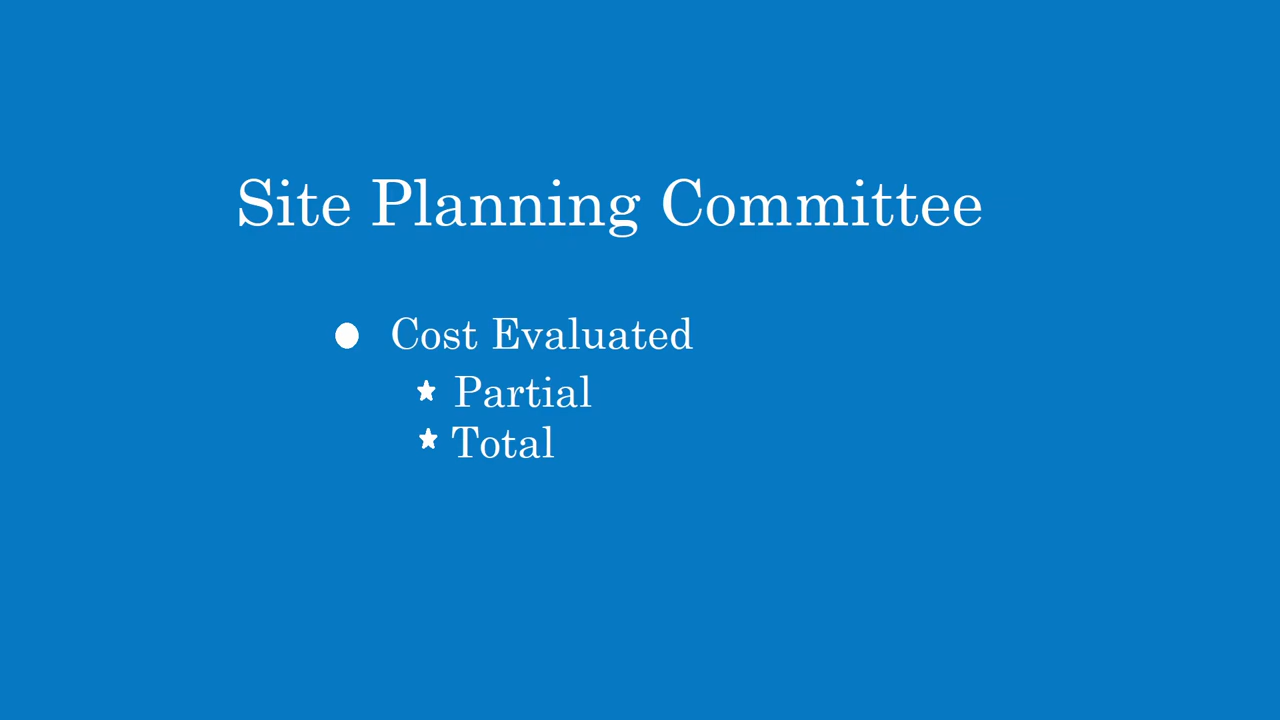 Site Planning Committee
● Cost Evaluated
★ Partial
★ Total